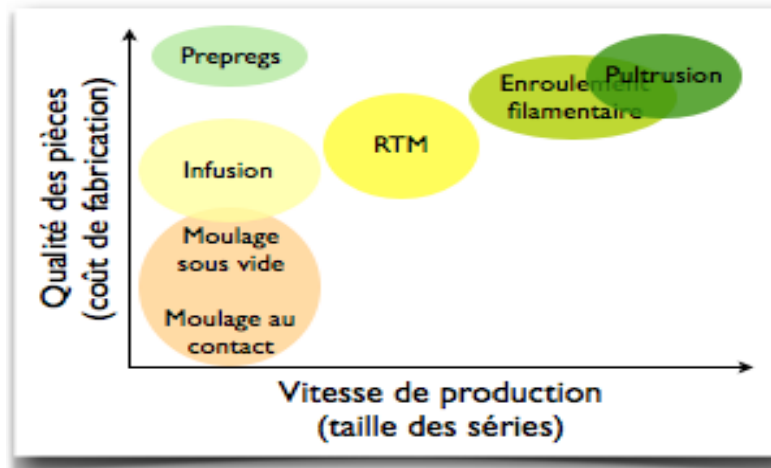 Qualité des pièces
(coût de fabrication)
Prepregs
Infusion
Moulage
sous vide
Moulage au
contact
RTM
Enroulement
filamentaire
Pultrusion
Vitesse de production
(taille des séries)